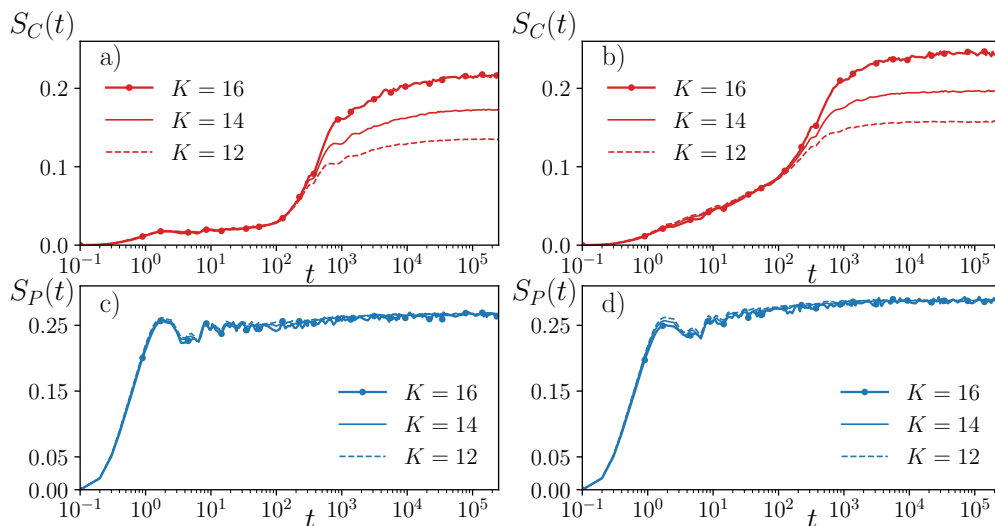 S_C(t)
a)
K = 16
K = 14
K = 12
0.2
0.1
0.0
10^{-1} 10^0 10^1 10^2 10^3 10^4 10^5
t
S_C(t)
b)
K = 16
K = 14
K = 12
0.2
0.1
0.0
10^{-1} 10^0 10^1 10^2 10^3 10^4 10^5
t
S_P(t)
c)
0.25
0.15
0.05
0.00
K = 16
K = 14
K = 12
10^{-1} 10^0 10^1 10^2 10^3 10^4 10^5
t
S_P(t)
d)
0.25
0.15
0.05
0.00
K = 16
K = 14
K = 12
10^{-1} 10^0 10^1 10^2 10^3 10^4 10^5
t